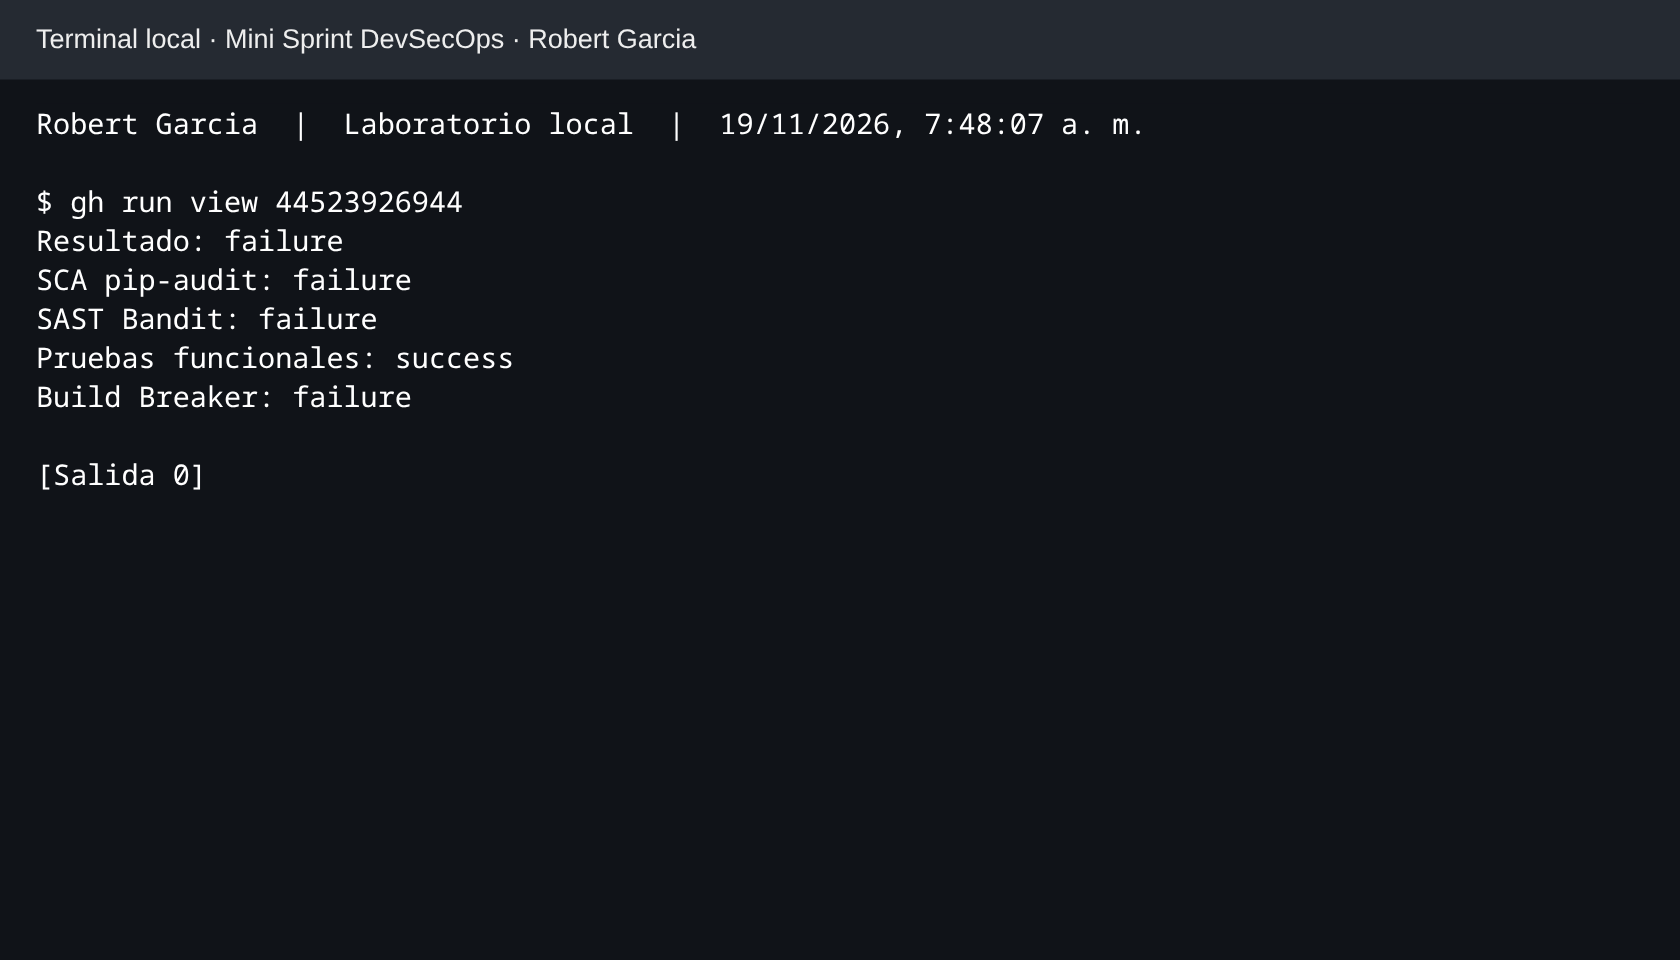 Terminal local · Mini Sprint DevSecOps · Robert Garcia
Robert Garcia | Laboratorio local | 19/11/2026, 7:48:07 a. m.
$ gh run view 44523926944
Resultado: failure
SCA pip-audit: failure
SAST Bandit: failure
Pruebas funcionales: success
Build Breaker: failure
[Salida 0]